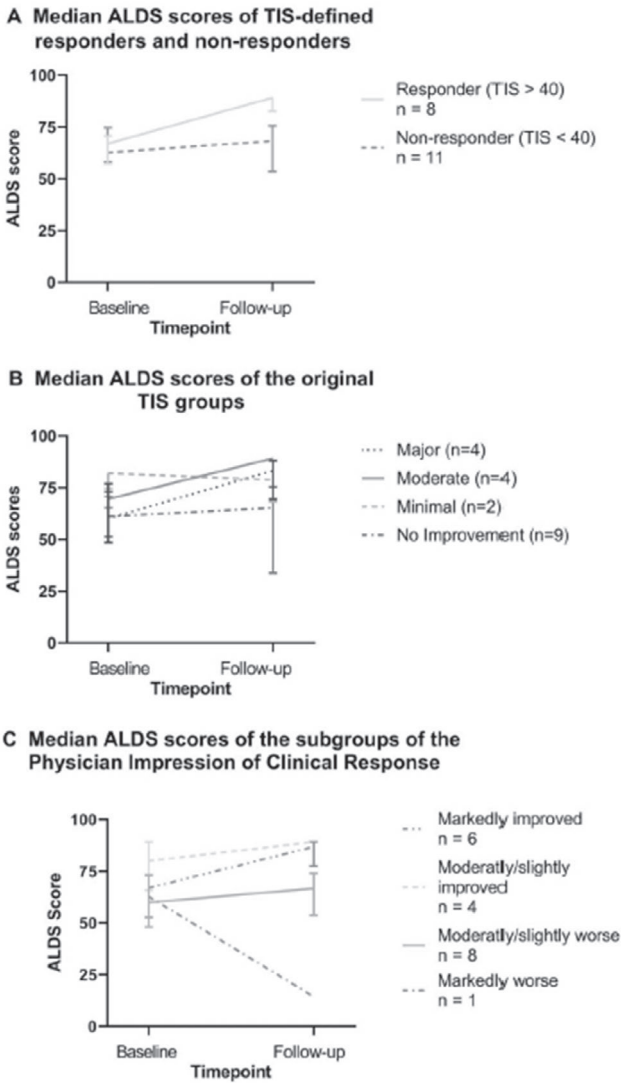 A Median ALDS scores of TIS-defined
responders and non-responders
100
75
50
25
0
ALDS score
Baseline
Follow-up
Timepoint
Responder (TIS > 40)
n = 8
Non-responder (TIS < 40)
n = 11
B Median ALDS scores of the original
TIS groups
100
75
50
25
0
ALDS scores
Baseline
Follow-up
Timepoint
Major (n=4)
Moderate (n=4)
Minimal (n=2)
No Improvement (n=9)
C Median ALDS scores of the subgroups of the
Physician Impression of Clinical Response
100
75
50
25
0
ALDS Score
Baseline
Follow-up
Timepoint
Markedly improved
n = 6
Moderatly/slightly
improved
n = 4
Moderatly/slightly worse
n = 8
Markedly worse
n = 1